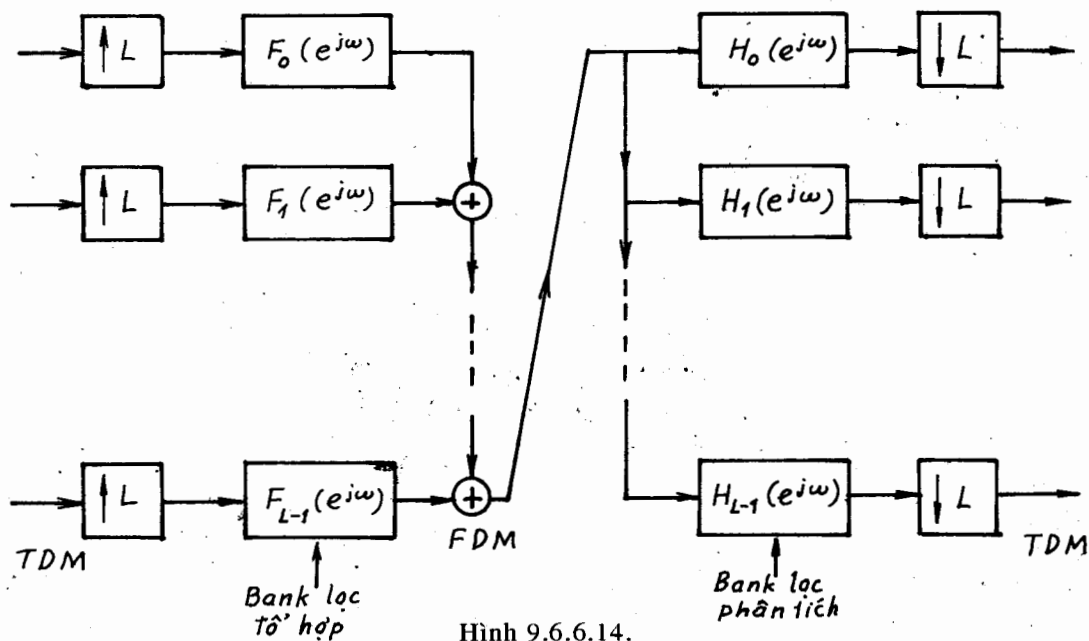 ↑ L F₀(e^{jω}) H₀(e^{jω}) ↓ L
↑ L F₁(e^{jω}) + H₁(e^{jω}) ↓ L
↑ L F_{L-1}(e^{jω}) + H_{L-1}(e^{jω}) ↓ L
TDM FDM TDM
Bank lọc
tổ hợp
Bank lọc
phân tích
Hình 9.6.6.14.